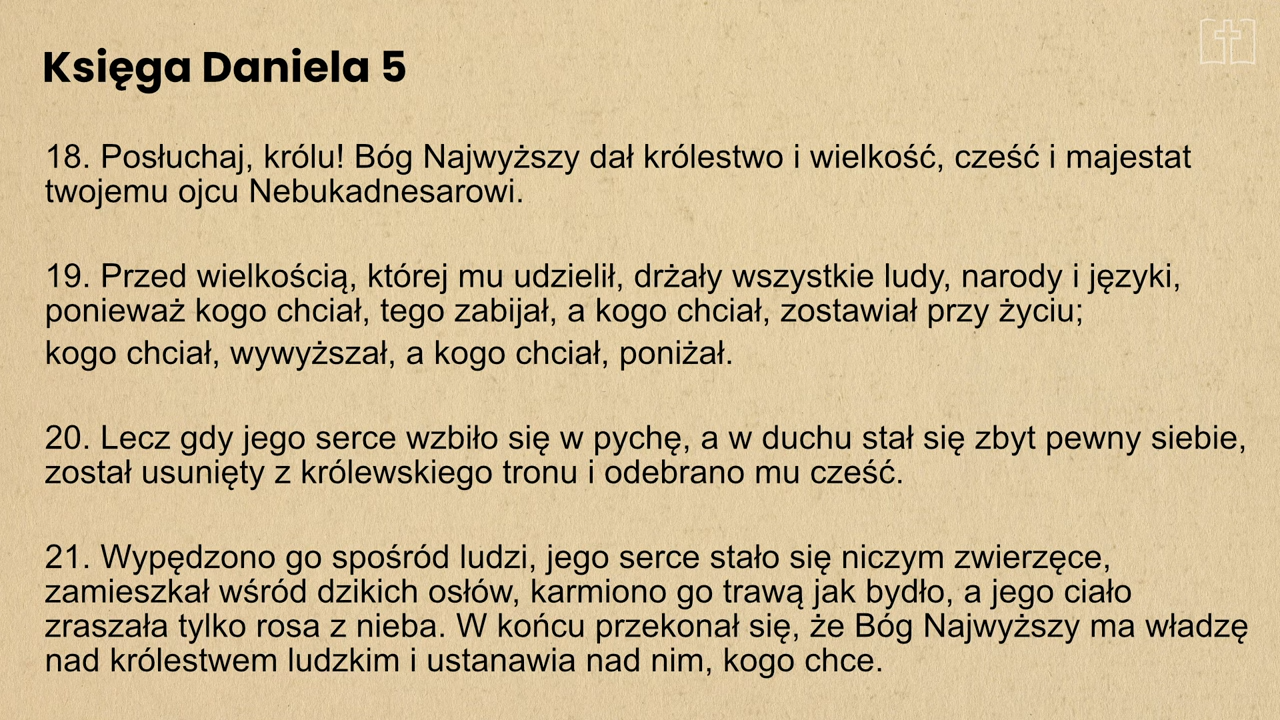 Księga Daniela 5
18. Posłuchaj, królu! Bóg Najwyższy dał królestwo i wielkość, cześć i majestat
twojemu ojcu Nebukadnesarowi.
19. Przed wielkością, której mu udzielił, drżały wszystkie ludy, narody i języki,
ponieważ kogo chciał, tego zabijał, a kogo chciał, zostawiał przy życiu;
kogo chciał, wywyższał, a kogo chciał, poniżał.
20. Lecz gdy jego serce wzbiło się w pychę, a w duchu stał się zbyt pewny siebie,
został usunięty z królewskiego tronu i odebrano mu cześć.
21. Wypędzono go spośród ludzi, jego serce stało się niczym zwierzęce,
zamieszkał wśród dzikich osłów, karmiono go trawą jak bydło, a jego ciało
zraszała tylko rosa z nieba. W końcu przekonał się, że Bóg Najwyższy ma władzę
nad królestwem ludzkim i ustanawia nad nim, kogo chce.